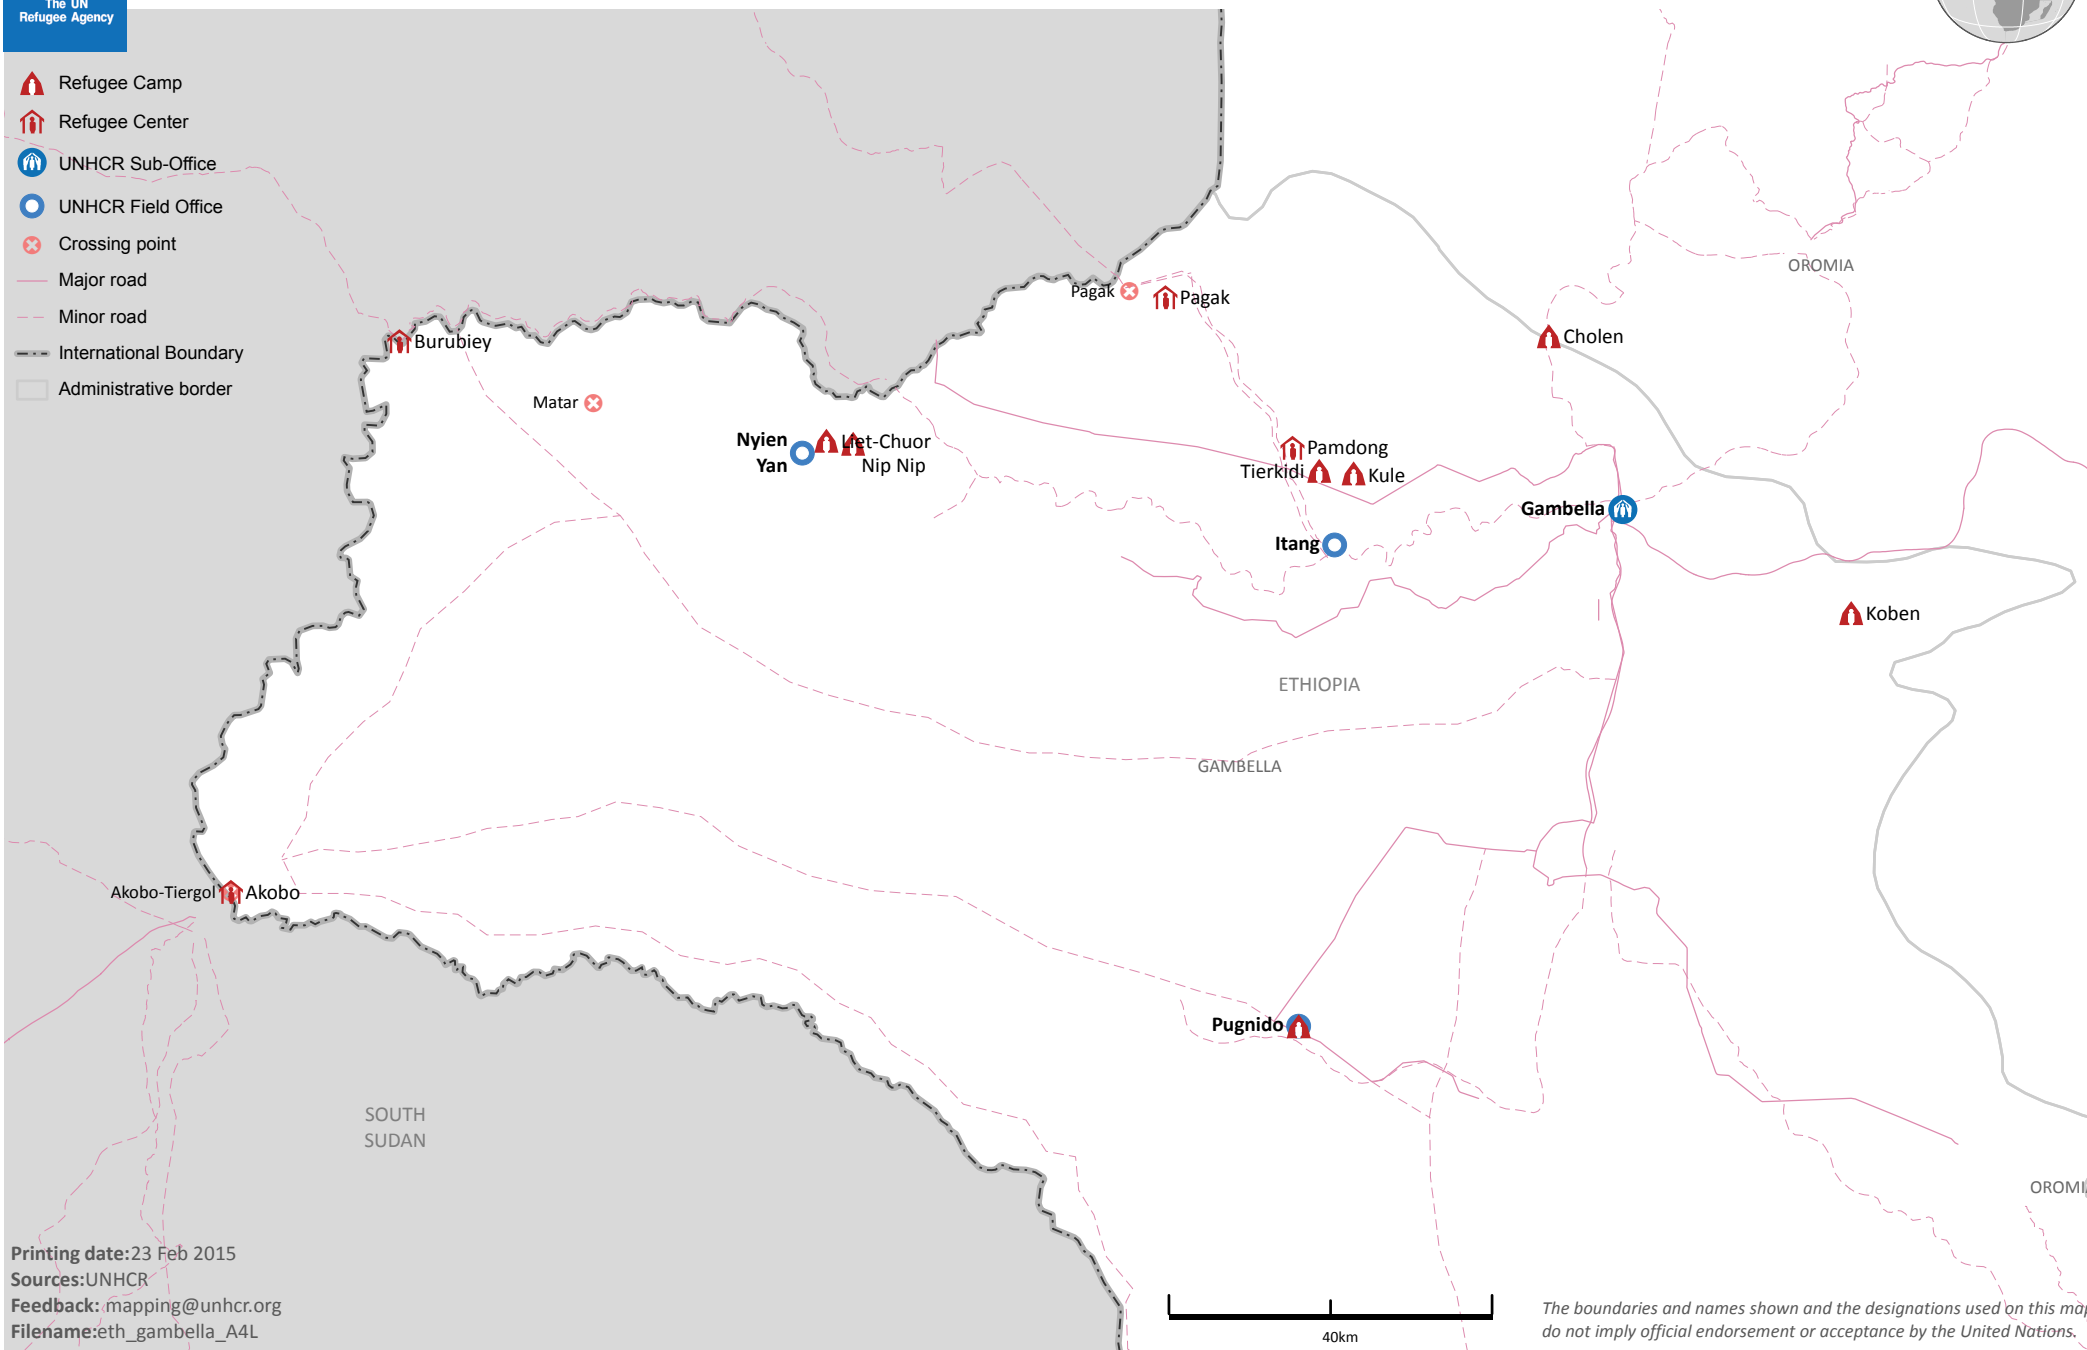 The UN
Refugee Agency
Refugee Camp
Refugee Center
UNHCR Sub-Office
UNHCR Field Office
Crossing point
Major road
Minor road
International Boundary
Administrative border
OROMIA
Pagak
Pagak
Cholen
Burubiey
Matar
Nyien
Yan
Liet-Chuor
Nip Nip
Pamdong
Tierkidi
Kule
Gambella
Itang
Koben
ETHIOPIA
GAMBELLA
Akobo-Tiergol
Akobo
Pugnido
SOUTH
SUDAN
OROMI
Printing date:23 Feb 2015
Sources:UNHCR
Feedback: mapping@unhcr.org
Filename:eth_gambella_A4L
40km
The boundaries and names shown and the designations used on this map
do not imply official endorsement or acceptance by the United Nations.